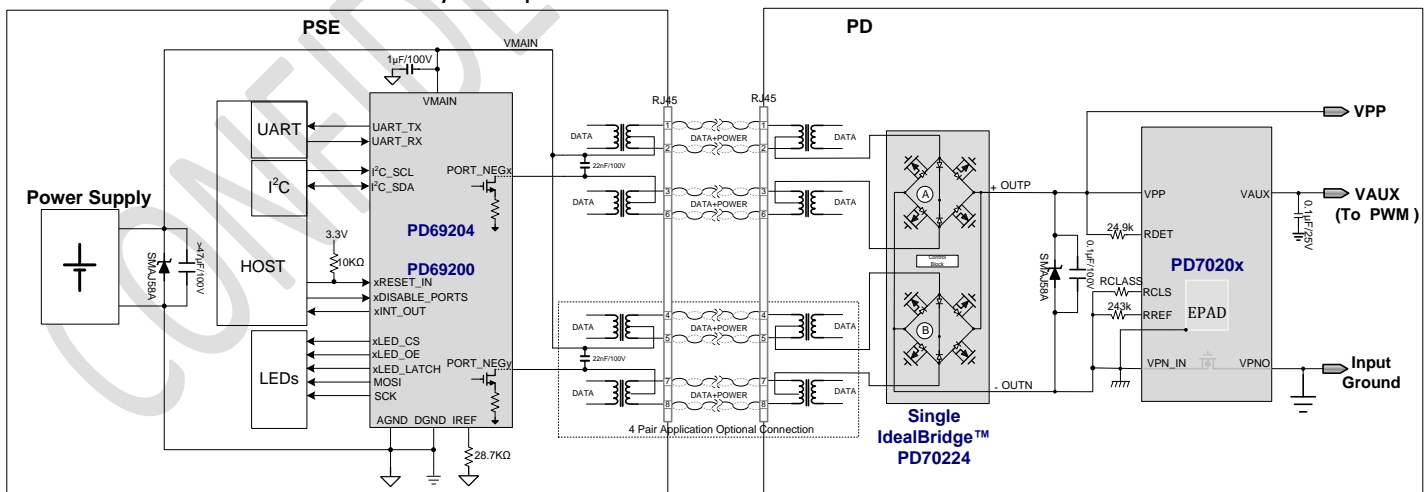 CONFIDE
PSE
PD
VMAIN
1µF/100V
VMAIN
RJ45
RJ45
VPP
UART
UART_TX
UART_RX
DATA
1
DATA+POWER
2
1
2
DATA
22nF/100V
I²C
I²C_SCL
I²C_SDA
PORT_NEGx
3
DATA+POWER
6
3
6
DATA
DATA
A
+ OUTP
VPP
VAUX
VAUX
(To PWM )
0.1µF/25V
Power Supply
PD69204
PD69200
Control
Block
24.9k
RDET
PD7020x
SMAJ58A
47µF/100V
HOST
3.3V
10KΩ
xRESET_IN
xDISABLE_PORTS
xINT_OUT
SMAJ58A
0.1µF/100V
RCLASS
RCLS
243k
RREF
EPAD
DATA
4
DATA+POWER
5
4
5
DATA
B
22nF/100V
LEDs
xLED_CS
xLED_OE
xLED_LATCH
MOSI
SCK
PORT_NEGy
DATA
7
DATA+POWER
8
7
8
DATA
- OUTN
VPN_IN
VPNO
Input
Ground
AGND
DGND
IREF
28.7KΩ
4 Pair Application Optional Connection
Single
IdealBridge™
PD70224